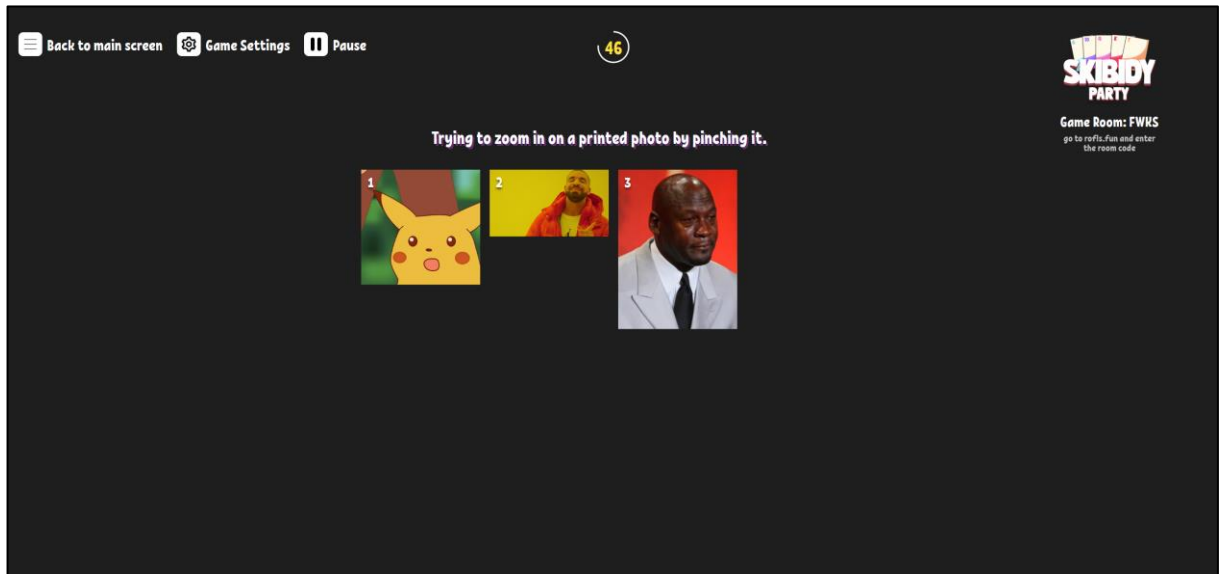 Back to main screen
Game Settings
Pause
46
SKIBIDY
PARTY
Game Room: FWKS
go to rofls.fun and enter
the room code
Trying to zoom in on a printed photo by pinching it.
1
2
3